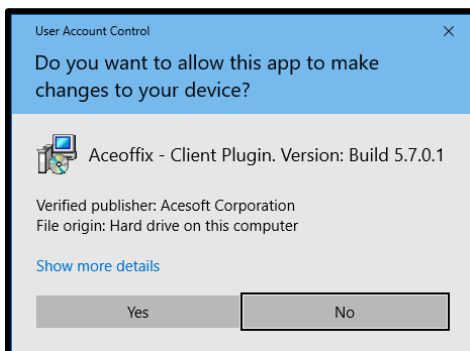 User Account Control
Do you want to allow this app to make
changes to your device?
Aceoffix - Client Plugin. Version: Build 5.7.0.1
Verified publisher: Acesoft Corporation
File origin: Hard drive on this computer
Show more details
Yes
No